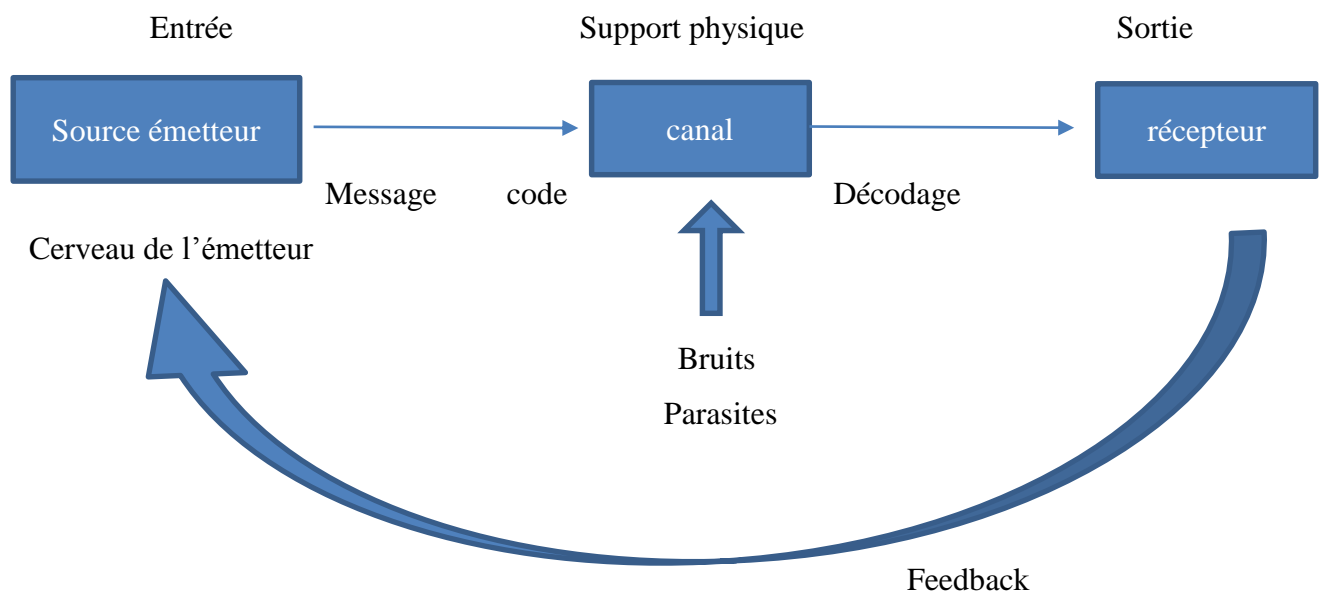 Entrée
Support physique
Sortie
Source émetteur
canal
récepteur
Message code
Décodage
Cerveau de l’émetteur
Bruits
Parasites
Feedback